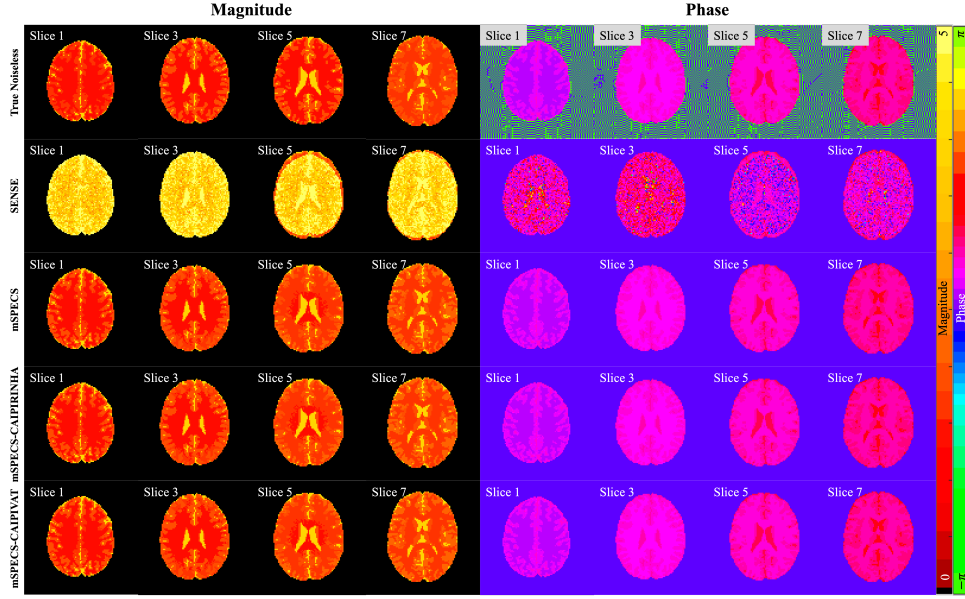 Magnitude
Phase
True Noiseless
Slice 1
Slice 3
Slice 5
Slice 7
Slice 1
Slice 3
Slice 5
Slice 7
SENSE
Slice 1
Slice 3
Slice 5
Slice 7
Slice 1
Slice 3
Slice 5
Slice 7
mSPECS
Slice 1
Slice 3
Slice 5
Slice 7
Slice 1
Slice 3
Slice 5
Slice 7
mSPECS-CAIPIRINHA
Slice 1
Slice 3
Slice 5
Slice 7
Slice 1
Slice 3
Slice 5
Slice 7
mSPECS-CAIPIVAT
Slice 1
Slice 3
Slice 5
Slice 7
Slice 1
Slice 3
Slice 5
Slice 7
5
Magnitude
0
π
Phase
−π